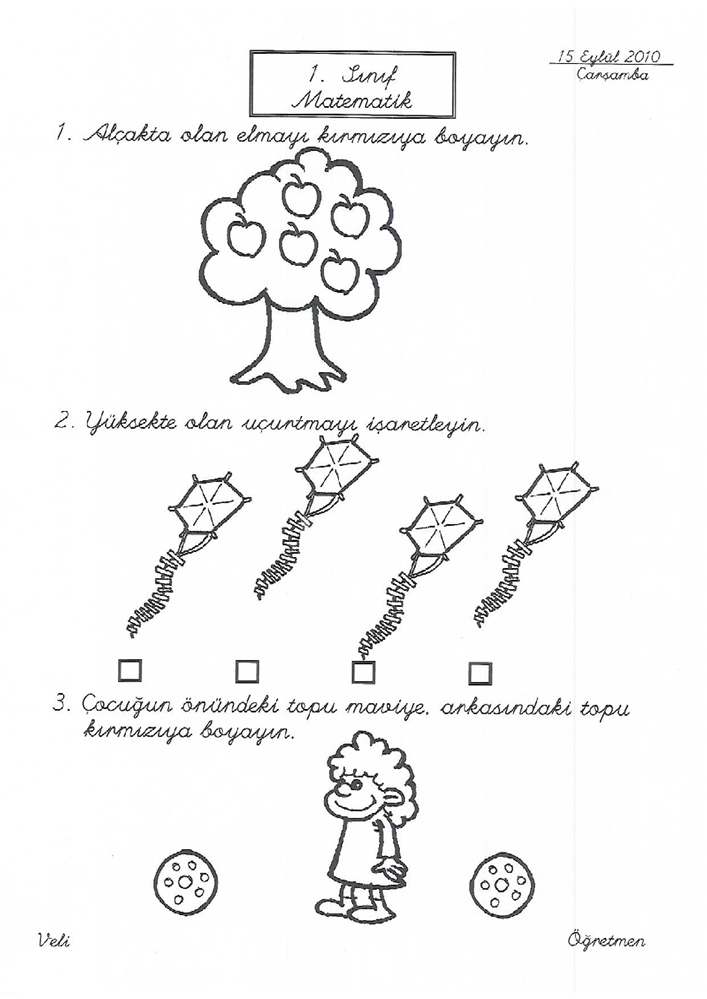 15 Eylül 2010
Çarşamba
1. Sınıf
Matematik
1. Alçakta olan elmayı kırmızıya boyayın.
2. Yüksekte olan uçurtmayı işaretleyin.
3. Çocuğun önündeki topu maviye, arkasındaki topu
kırmızıya boyayın.
Veli
Öğretmen